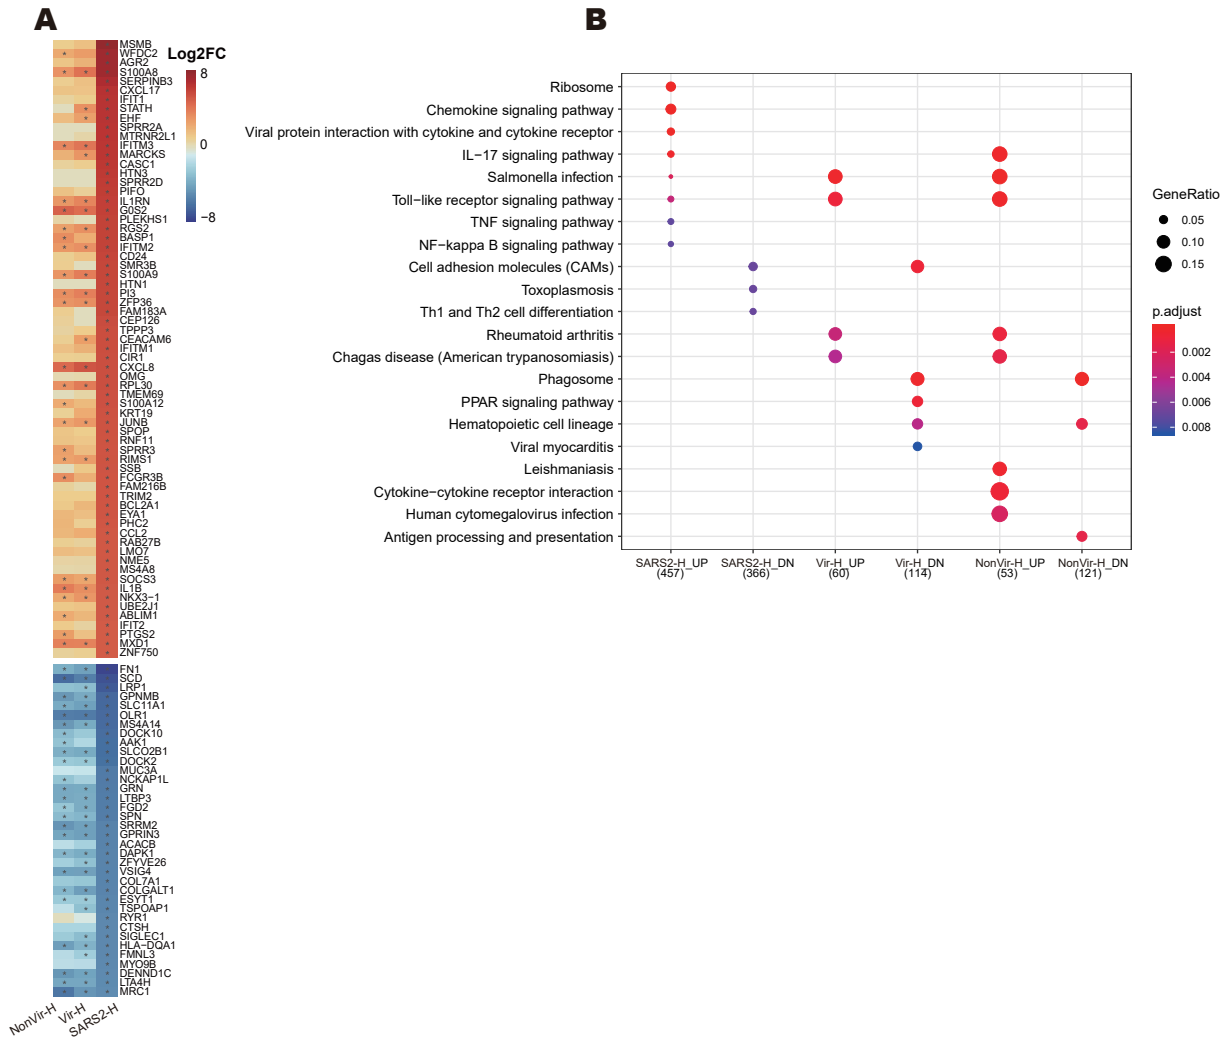 A
B
MSMB
WFDC2
AGR2
S100A8
SERPINB3
CXCL17
IFIT1
STATH
EHF
SPRR2A
MTRNR2L1
IFITM3
MARCKS
CASC1
HTN3
SPRR2D
PIFO
IL1RN
G0S2
PLEKHS1
RGS2
BASP1
IFITM2
CD24
SMR3B
S100A9
HTN1
PI3
ZFP36
FAM183A
CEP126
TPPP3
CEACAM6
IFITM1
CIR1
CXCL8
OMG
RPL30
TMEM69
S100A12
KRT19
JUNB
SPOP
RNF11
SPRR3
RIMS1
SSB
FCGR3B
FAM216B
TRIM2
BCL2A1
EYA1
PHC2
CCL2
RAB27B
LMO7
NME5
MS4A8
SOCS3
IL1B
NKX3−1
UBE2J1
ABLIM1
IFIT2
PTGS2
MXD1
ZNF750
FN1
SCD
LRP1
GPNMB
SLC11A1
OLR1
MS4A14
DOCK10
AAK1
SLCO2B1
DOCK2
MUC3A
NCKAP1L
GRN
LTBP3
FGD2
SPN
SRRM2
GPRIN3
ACACB
DAPK1
ZFYVE26
VSIG4
COL7A1
COLGALT1
ESYT1
TSPOAP1
RYR1
CTSH
SIGLEC1
HLA−DQA1
FMNL3
MYO9B
DENND1C
LTA4H
MRC1
NonVir-H
Vir-H
SARS2-H
Log2FC
8
0
−8
Ribosome
Chemokine signaling pathway
Viral protein interaction with cytokine and cytokine receptor
IL−17 signaling pathway
Salmonella infection
Toll−like receptor signaling pathway
TNF signaling pathway
NF−kappa B signaling pathway
Cell adhesion molecules (CAMs)
Toxoplasmosis
Th1 and Th2 cell differentiation
Rheumatoid arthritis
Chagas disease (American trypanosomiasis)
Phagosome
PPAR signaling pathway
Hematopoietic cell lineage
Viral myocarditis
Leishmaniasis
Cytokine−cytokine receptor interaction
Human cytomegalovirus infection
Antigen processing and presentation
SARS2-H_UP
(457)
SARS2-H_DN
(366)
Vir-H_UP
(60)
Vir-H_DN
(114)
NonVir-H_UP
(53)
NonVir-H_DN
(121)
GeneRatio
0.05
0.10
0.15
p.adjust
0.002
0.004
0.006
0.008